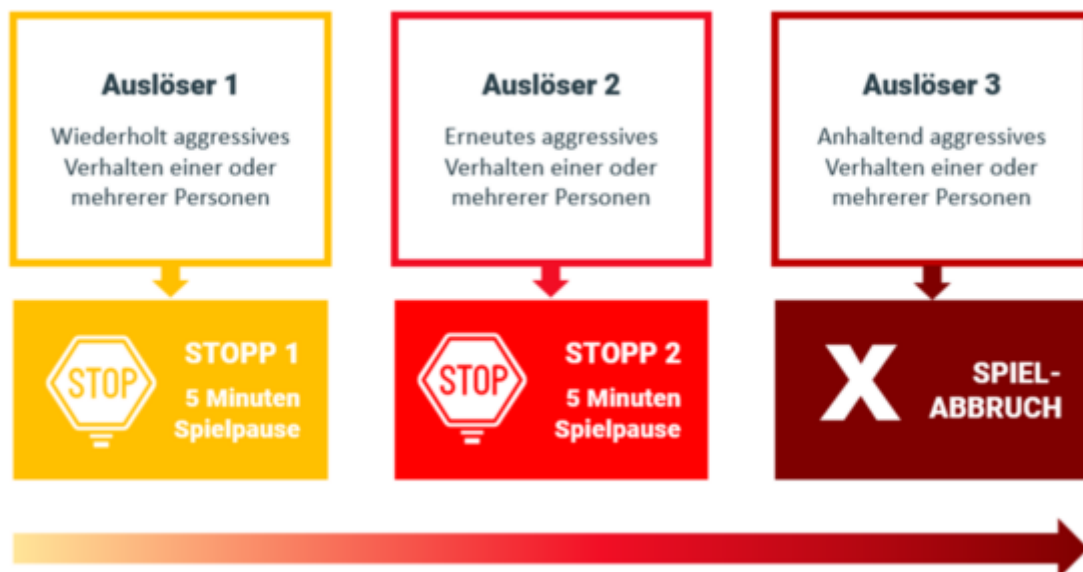 Auslöser 1
Wiederholt aggressives
Verhalten einer oder
mehrerer Personen
STOP
STOPP 1
5 Minuten
Spielpause
Auslöser 2
Erneutes aggressives
Verhalten einer oder
mehrerer Personen
STOP
STOPP 2
5 Minuten
Spielpause
Auslöser 3
Anhaltend aggressives
Verhalten einer oder
mehrerer Personen
X
SPIEL-
ABBRUCH